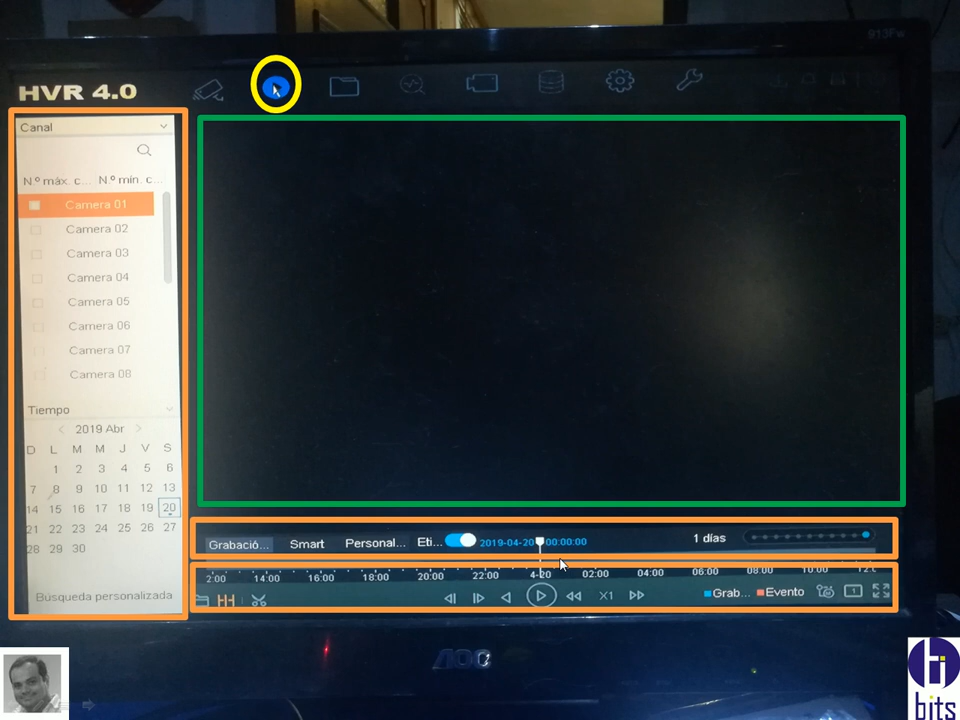 913Fw
HVR 4.0
Canal
N.º máx. c... N.º mín. c...
Camera 01
Camera 02
Camera 03
Camera 04
Camera 05
Camera 06
Camera 07
Camera 08
Tiempo
< 2019 Abr >
D L M M J V S
1 2 3 4 5 6
7 8 9 10 11 12 13
14 15 16 17 18 19 20
21 22 23 24 25 26 27
28 29 30
Búsqueda personalizada
Grabació... Smart Personal... Eti... 2019-04-20 00:00:00 1 días
2:00 14:00 16:00 18:00 20:00 22:00 4-20 02:00 04:00 06:00 08:00 10:00 12:0
X1 Grab... Evento 1
AOC
bits